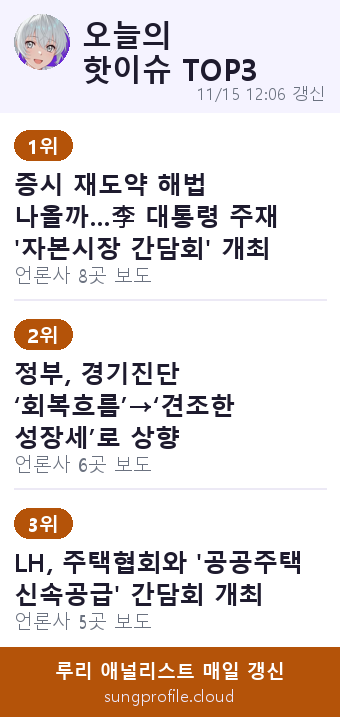 오늘의
핫이슈 TOP3
11/15 12:06 갱신
1위
증시 재도약 해법
나올까…李 대통령 주재
'자본시장 간담회' 개최
언론사 8곳 보도
2위
정부, 경기진단
‘회복흐름’→‘견조한
성장세’로 상향
언론사 6곳 보도
3위
LH, 주택협회와 '공공주택
신속공급' 간담회 개최
언론사 5곳 보도
루리 애널리스트 매일 갱신
sungprofile.cloud